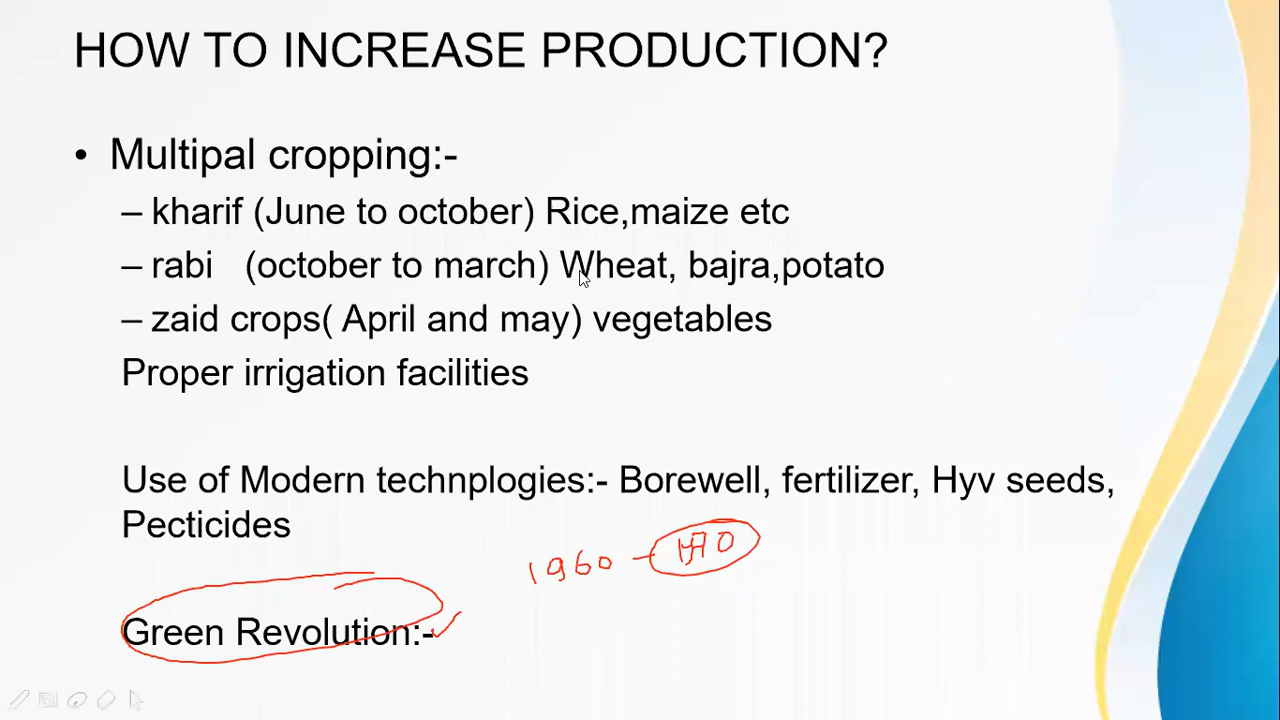 HOW TO INCREASE PRODUCTION?
• Multipal cropping:-
– kharif (June to october) Rice,maize etc
– rabi (october to march) Wheat, bajra,potato
– zaid crops( April and may) vegetables
Proper irrigation facilities
Use of Modern technplogies:- Borewell, fertilizer, Hyv seeds,
Pecticides
1960 –
Green Revolution:-